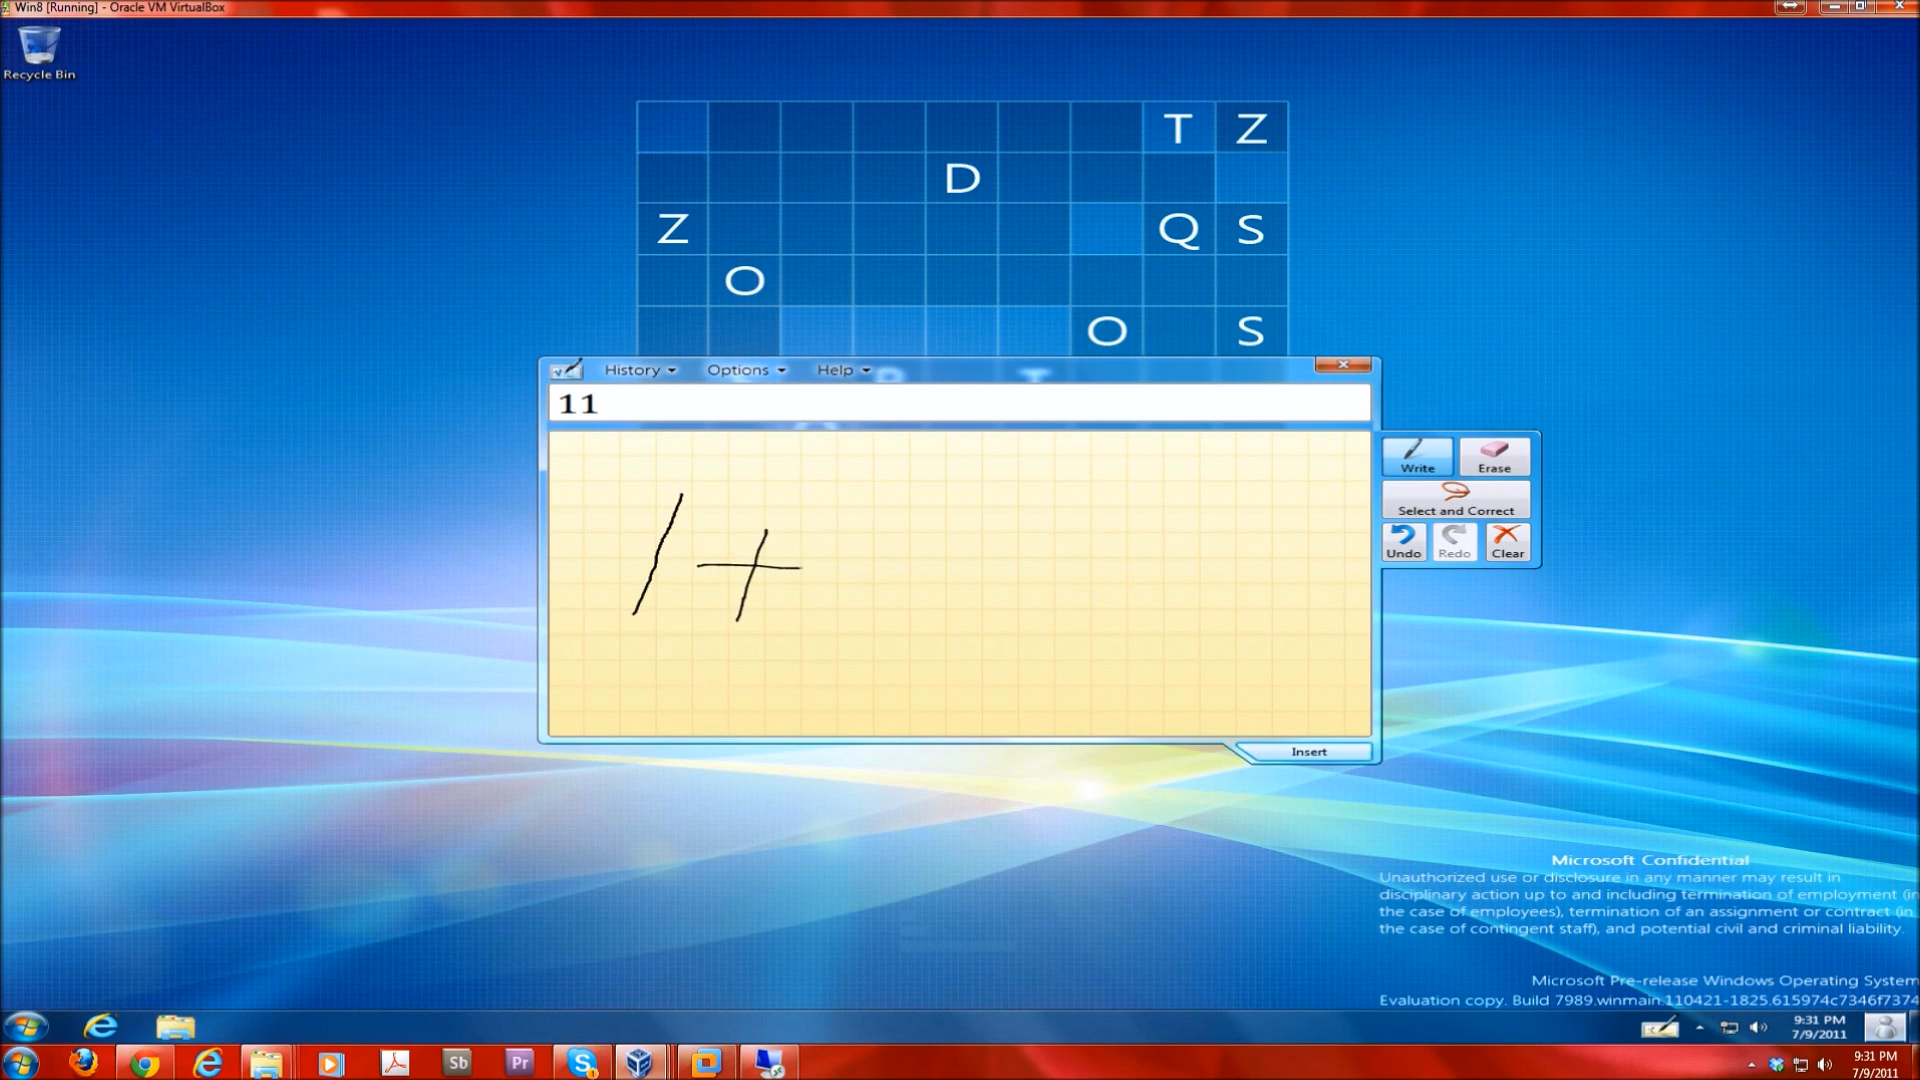 Win8 [Running] - Oracle VM VirtualBox
Recycle Bin
T Z
D
Z Q S
O
O S
History Options Help
11
1+
Write Erase
Select and Correct
Undo Redo Clear
Insert
Microsoft Confidential
Unauthorized use or disclosure in any manner may result in
disciplinary action up to and including termination of employment (in
the case of employees), termination of an assignment or contract (in
the case of contingent staff), and potential civil and criminal liability.
Microsoft Pre-release Windows Operating System
Evaluation copy. Build 7989.winmain.110421-1825.615974c7346f7374
9:31 PM
7/9/2011
Sb Pr S
9:31 PM
7/9/2011